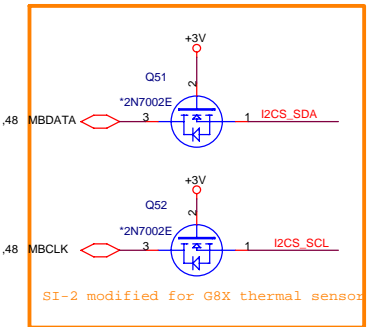 +3V
Q51
2
*2N7002E
,48 MBDATA 3 1 I2CS_SDA
+3V
Q52
2
*2N7002E
,48 MBCLK 3 1 I2CS_SCL
SI-2 modified for G8X thermal sensor